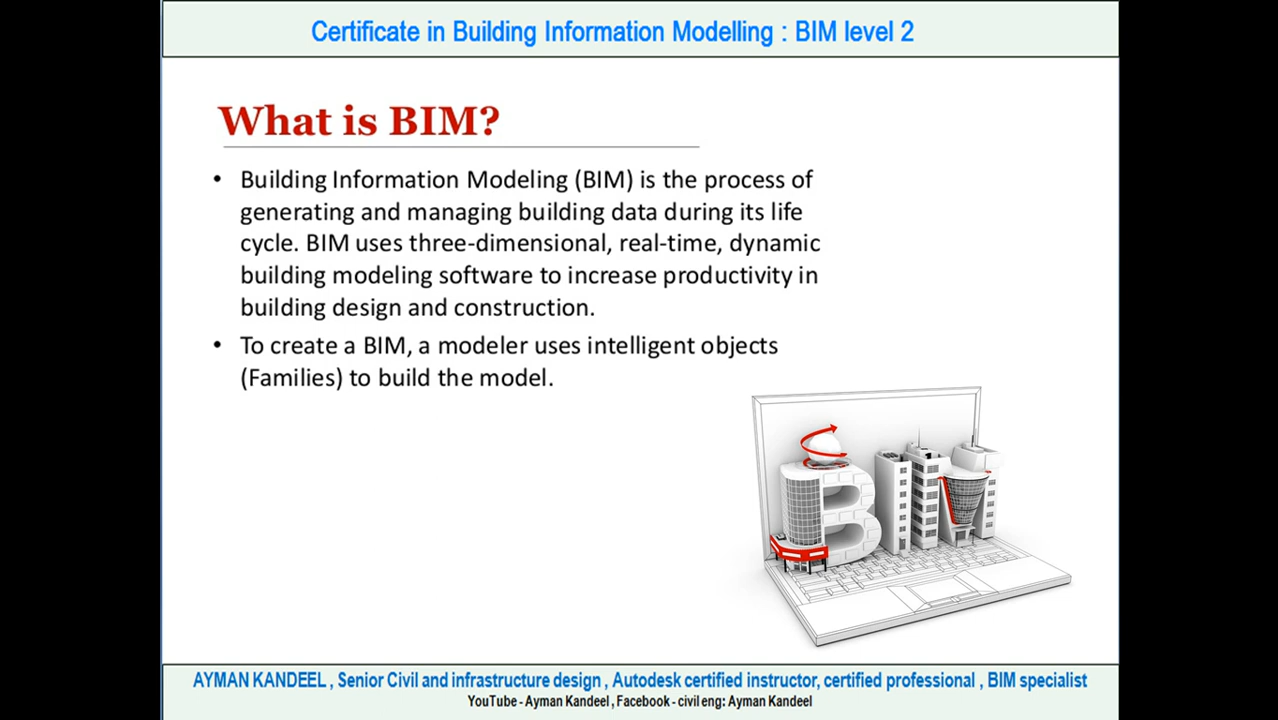 Certificate in Building Information Modelling : BIM level 2
What is BIM?
• Building Information Modeling (BIM) is the process of
generating and managing building data during its life
cycle. BIM uses three-dimensional, real-time, dynamic
building modeling software to increase productivity in
building design and construction.
• To create a BIM, a modeler uses intelligent objects
(Families) to build the model.
BIM
AYMAN KANDEEL , Senior Civil and infrastructure design , Autodesk certified instructor, certified professional , BIM specialist
YouTube - Ayman Kandeel , Facebook - civil eng: Ayman Kandeel